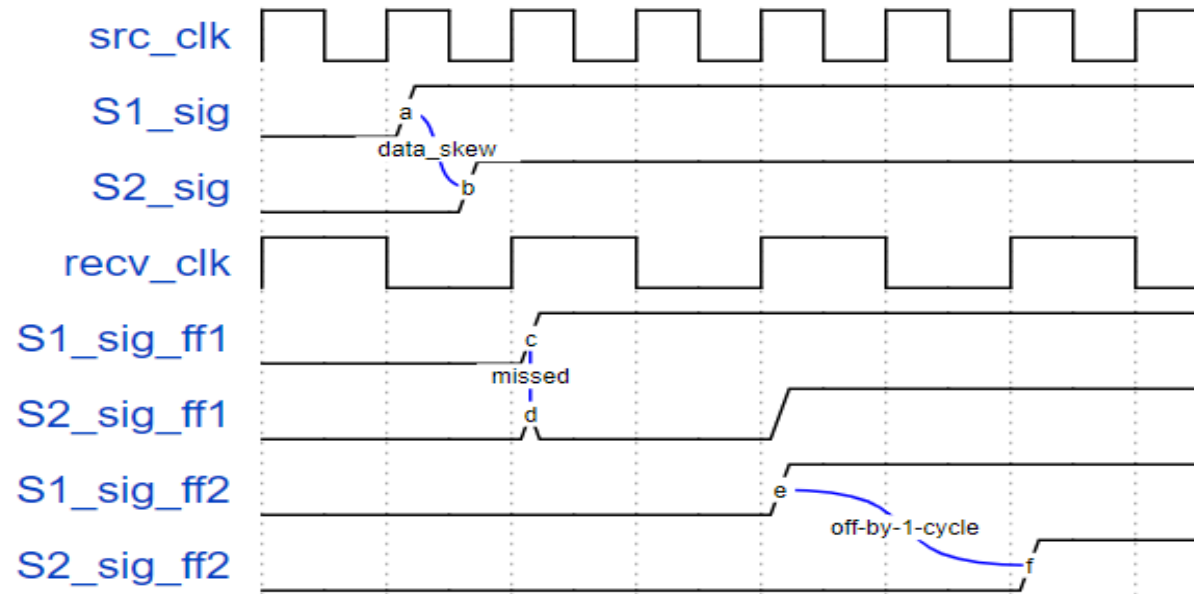 src_clk
S1_sig
a
data_skew
S2_sig
b
recv_clk
S1_sig_ff1
c
missed
S2_sig_ff1
d
S1_sig_ff2
e
off-by-1-cycle
S2_sig_ff2
f